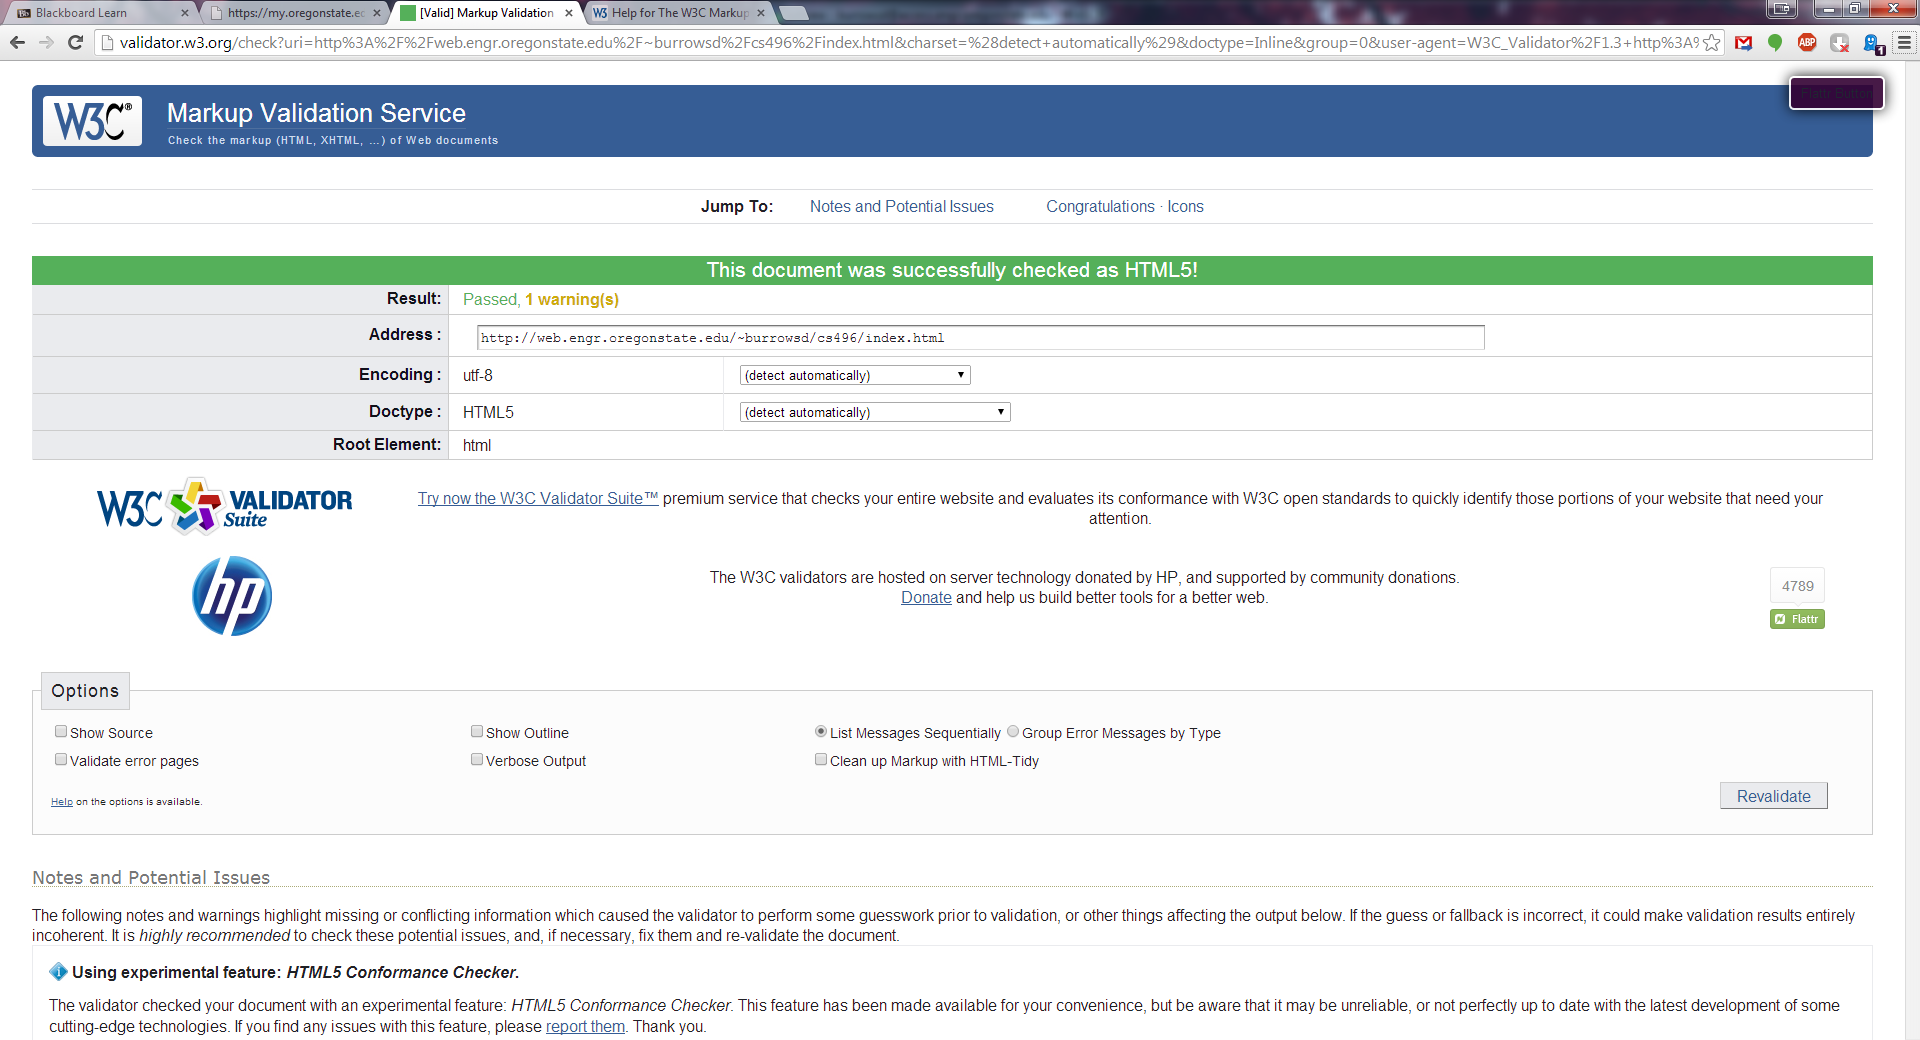 Blackboard Learn
https://my.oregonstate.ec
[Valid] Markup Validation
W3 Help for The W3C Markup
validator.w3.org/check?uri=http%3A%2F%2Fweb.engr.oregonstate.edu%2F~burrowsd%2Fcs496%2Findex.html&charset=%28detect+automatically%29&doctype=Inline&group=0&user-agent=W3C_Validator%2F1.3+http%3A%
ABP
1
W3C® Markup Validation Service
Check the markup (HTML, XHTML, …) of Web documents
Flattr Button
Jump To: Notes and Potential Issues Congratulations · Icons
This document was successfully checked as HTML5!
Result: Passed, 1 warning(s)
Address : http://web.engr.oregonstate.edu/~burrowsd/cs496/index.html
Encoding : utf-8 (detect automatically)
Doctype : HTML5 (detect automatically)
Root Element: html
W3C VALIDATOR Suite
Try now the W3C Validator Suite™ premium service that checks your entire website and evaluates its conformance with W3C open standards to quickly identify those portions of your website that need your
attention.
hp
The W3C validators are hosted on server technology donated by HP, and supported by community donations.
Donate and help us build better tools for a better web.
4789
Flattr
Options
Show Source Show Outline List Messages Sequentially Group Error Messages by Type
Validate error pages Verbose Output Clean up Markup with HTML-Tidy
Help on the options is available.
Revalidate
Notes and Potential Issues
The following notes and warnings highlight missing or conflicting information which caused the validator to perform some guesswork prior to validation, or other things affecting the output below. If the guess or fallback is incorrect, it could make validation results entirely
incoherent. It is highly recommended to check these potential issues, and, if necessary, fix them and re-validate the document.
i Using experimental feature: HTML5 Conformance Checker.
The validator checked your document with an experimental feature: HTML5 Conformance Checker. This feature has been made available for your convenience, but be aware that it may be unreliable, or not perfectly up to date with the latest development of some
cutting-edge technologies. If you find any issues with this feature, please report them. Thank you.